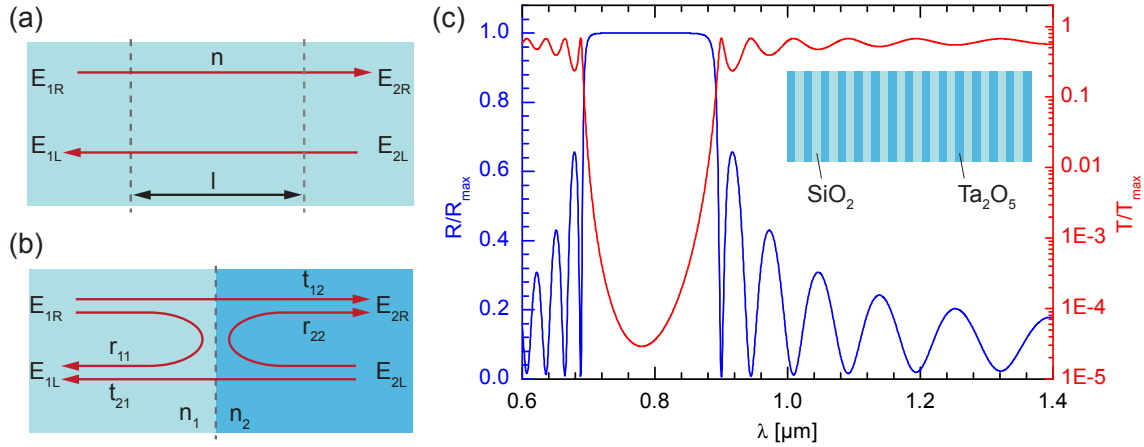 (a)
n
E1R
E2R
E1L
E2L
l
(b)
t12
E1R
E2R
r22
r11
E1L
E2L
t21
n1
n2
(c)
1.0
0.8
0.6
0.4
0.2
0.0
R/Rmax
1
0.1
0.01
1E-3
1E-4
1E-5
T/Tmax
SiO2
Ta2O5
0.6
0.8
1.0
1.2
1.4
λ [µm]